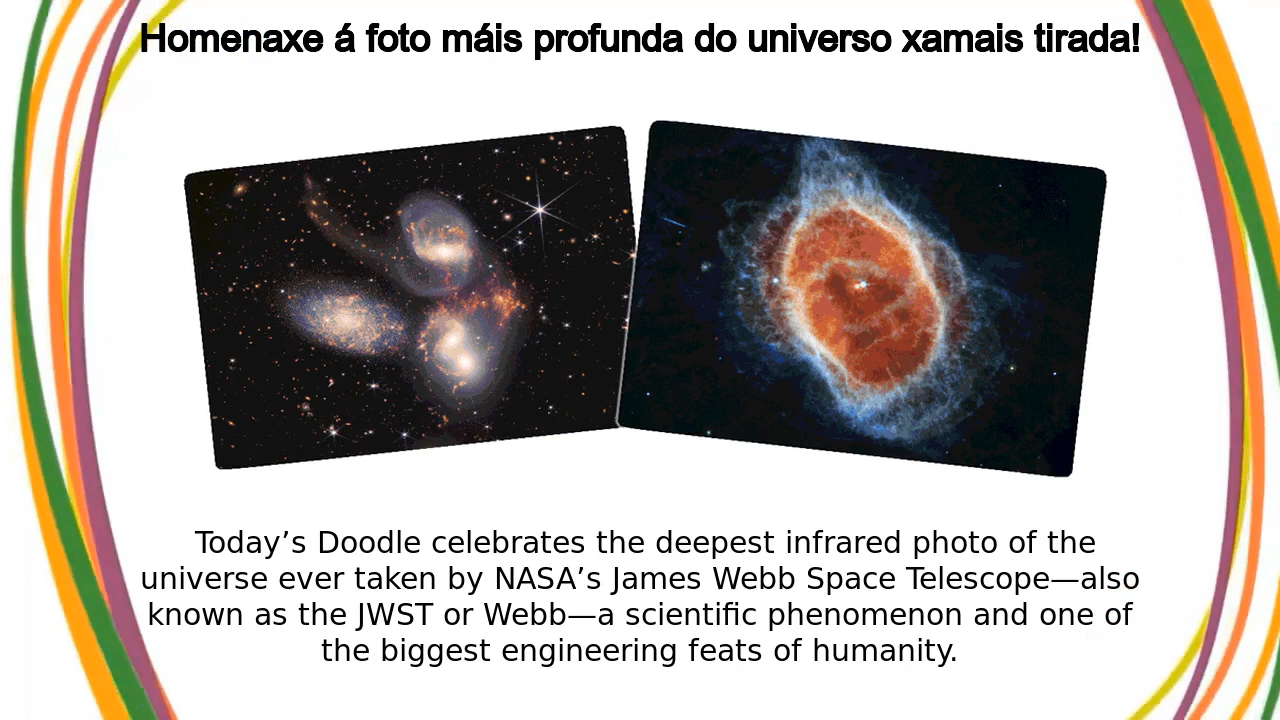 Homenaxe á foto máis profunda do universo xamais tirada!
Today’s Doodle celebrates the deepest infrared photo of the
universe ever taken by NASA’s James Webb Space Telescope—also
known as the JWST or Webb—a scientific phenomenon and one of
the biggest engineering feats of humanity.